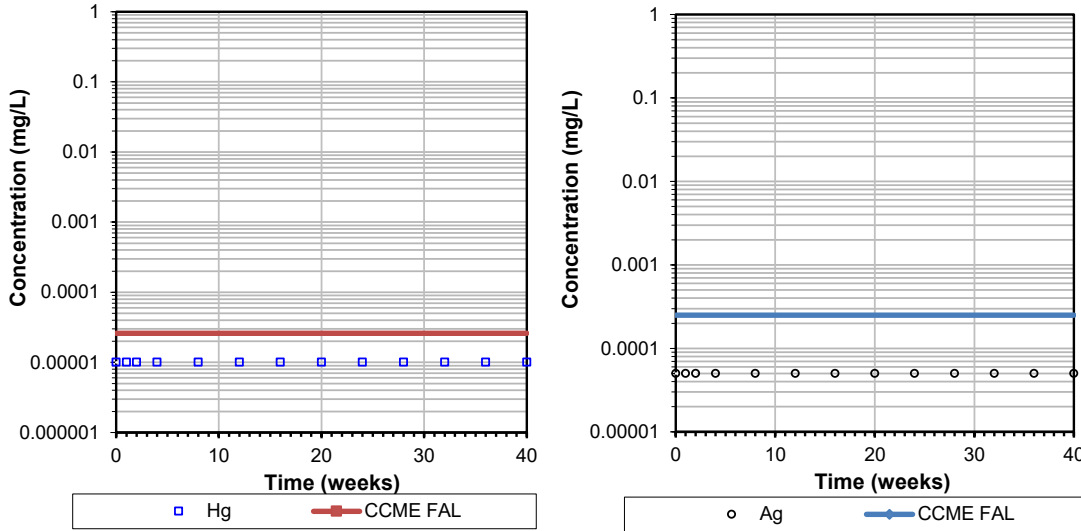 Concentration (mg/L)
1
0.1
0.01
0.001
0.0001
0.00001
0.000001
0 10 20 30 40
Time (weeks)
Hg CCME FAL
Concentration (mg/L)
1
0.1
0.01
0.001
0.0001
0.00001
0 10 20 30 40
Time (weeks)
Ag CCME FAL